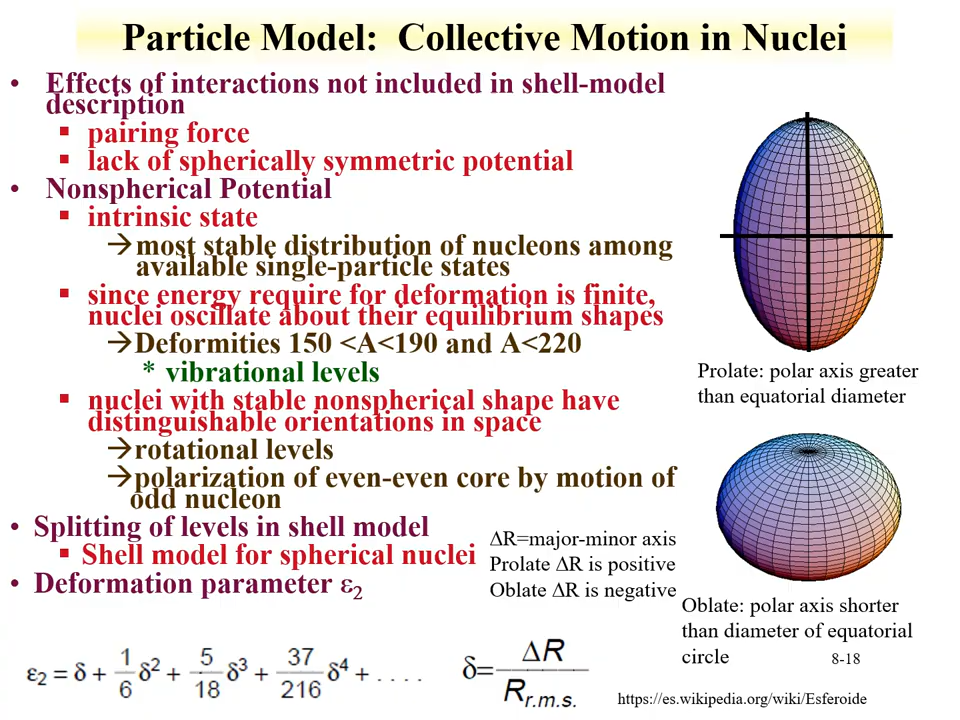 Particle Model: Collective Motion in Nuclei
• Effects of interactions not included in shell-model
description
▪ pairing force
▪ lack of spherically symmetric potential
• Nonspherical Potential
▪ intrinsic state
→most stable distribution of nucleons among
available single-particle states
▪ since energy require for deformation is finite,
nuclei oscillate about their equilibrium shapes
→Deformities 150 <A<190 and A<220
* vibrational levels
▪ nuclei with stable nonspherical shape have
distinguishable orientations in space
→rotational levels
→polarization of even-even core by motion of
odd nucleon
• Splitting of levels in shell model
▪ Shell model for spherical nuclei
• Deformation parameter ε₂
ε₂ = δ + 1/6 δ² + 5/18 δ³ + 37/216 δ⁴ + . . . .
δ= ΔR / R r.m.s.
ΔR=major-minor axis
Prolate ΔR is positive
Oblate ΔR is negative
Prolate: polar axis greater
than equatorial diameter
Oblate: polar axis shorter
than diameter of equatorial
circle
8-18
https://es.wikipedia.org/wiki/Esferoide